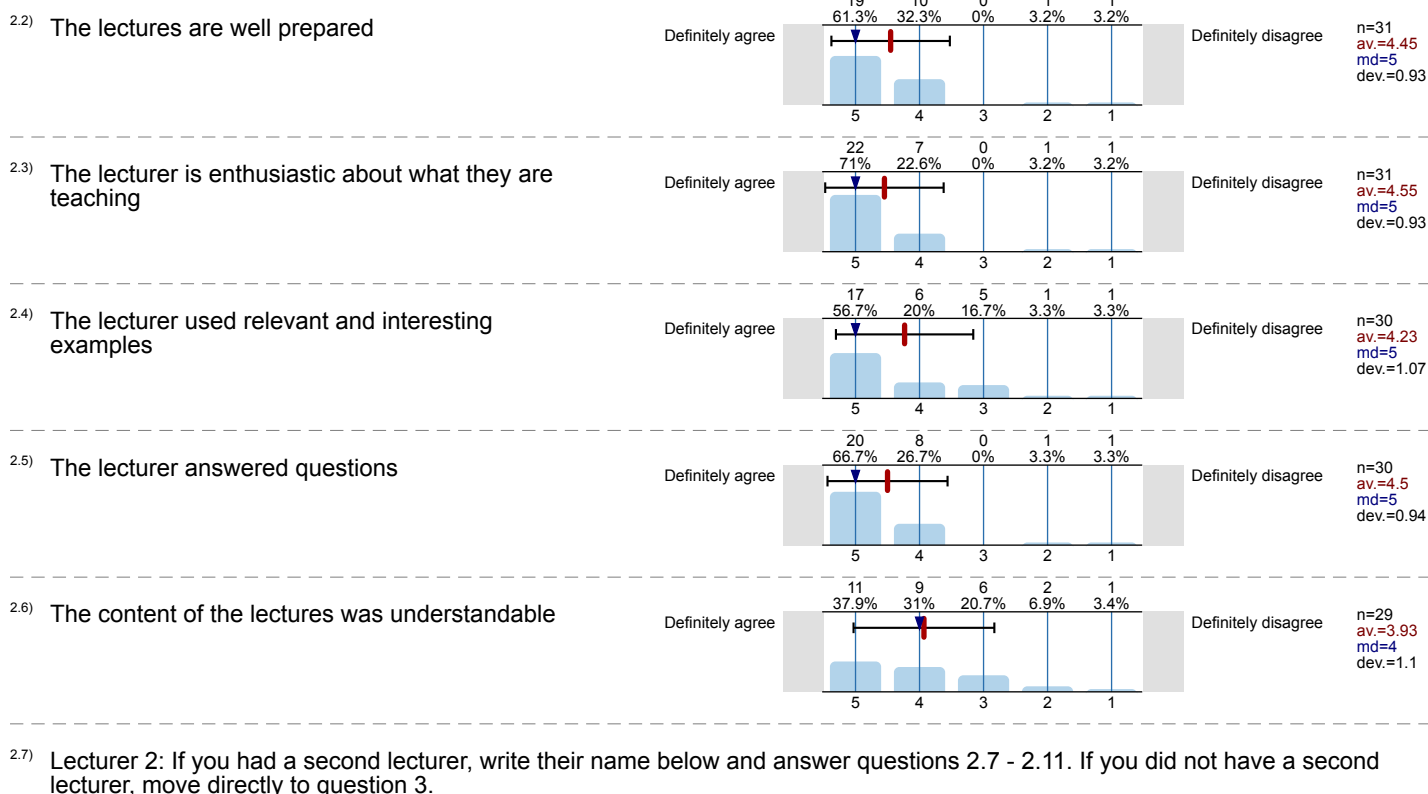 19 10 0 1 1
61.3% 32.3% 0% 3.2% 3.2%
2.2) The lectures are well prepared
Definitely agree
Definitely disagree
n=31
av.=4.45
md=5
dev.=0.93
5 4 3 2 1
22 7 0 1 1
71% 22.6% 0% 3.2% 3.2%
2.3) The lecturer is enthusiastic about what they are
teaching
Definitely agree
Definitely disagree
n=31
av.=4.55
md=5
dev.=0.93
5 4 3 2 1
17 6 5 1 1
56.7% 20% 16.7% 3.3% 3.3%
2.4) The lecturer used relevant and interesting
examples
Definitely agree
Definitely disagree
n=30
av.=4.23
md=5
dev.=1.07
5 4 3 2 1
20 8 0 1 1
66.7% 26.7% 0% 3.3% 3.3%
2.5) The lecturer answered questions
Definitely agree
Definitely disagree
n=30
av.=4.5
md=5
dev.=0.94
5 4 3 2 1
11 9 6 2 1
37.9% 31% 20.7% 6.9% 3.4%
2.6) The content of the lectures was understandable
Definitely agree
Definitely disagree
n=29
av.=3.93
md=4
dev.=1.1
5 4 3 2 1
2.7) Lecturer 2: If you had a second lecturer, write their name below and answer questions 2.7 - 2.11. If you did not have a second
lecturer, move directly to question 3.